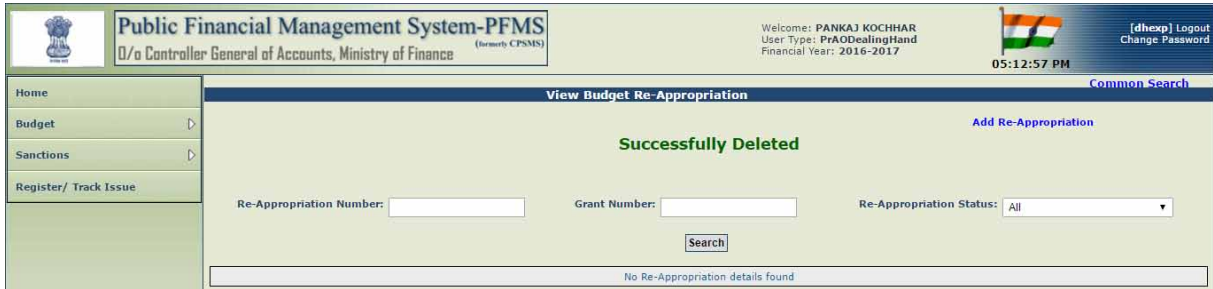 Public Financial Management System-PFMS
(formerly CPSMS)
O/o Controller General of Accounts, Ministry of Finance
Welcome: PANKAJ KOCHHAR
User Type: PrAODealingHand
Financial Year: 2016-2017
05:12:57 PM
[dhexp] Logout
Change Password
Common Search
Home
Budget
Sanctions
Register/ Track Issue
View Budget Re-Appropriation
Add Re-Appropriation
Successfully Deleted
Re-Appropriation Number:
Grant Number:
Re-Appropriation Status: All
Search
No Re-Appropriation details found